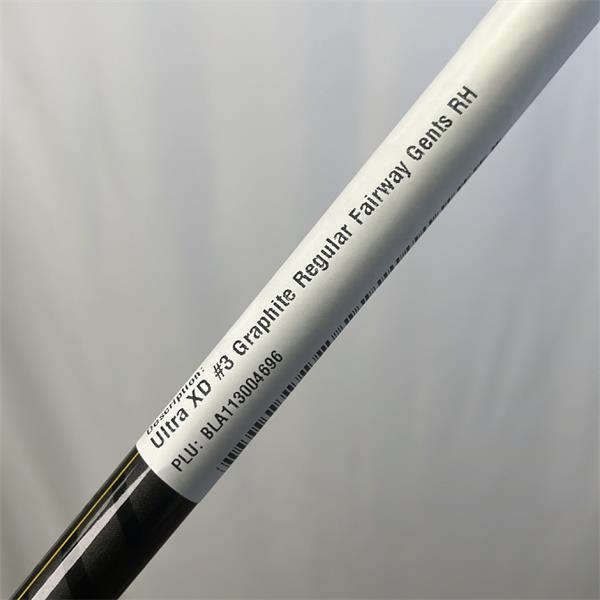 Description:
Ultra XD #3 Graphite Regular Fairway Gents RH
PLU: BLA113004696